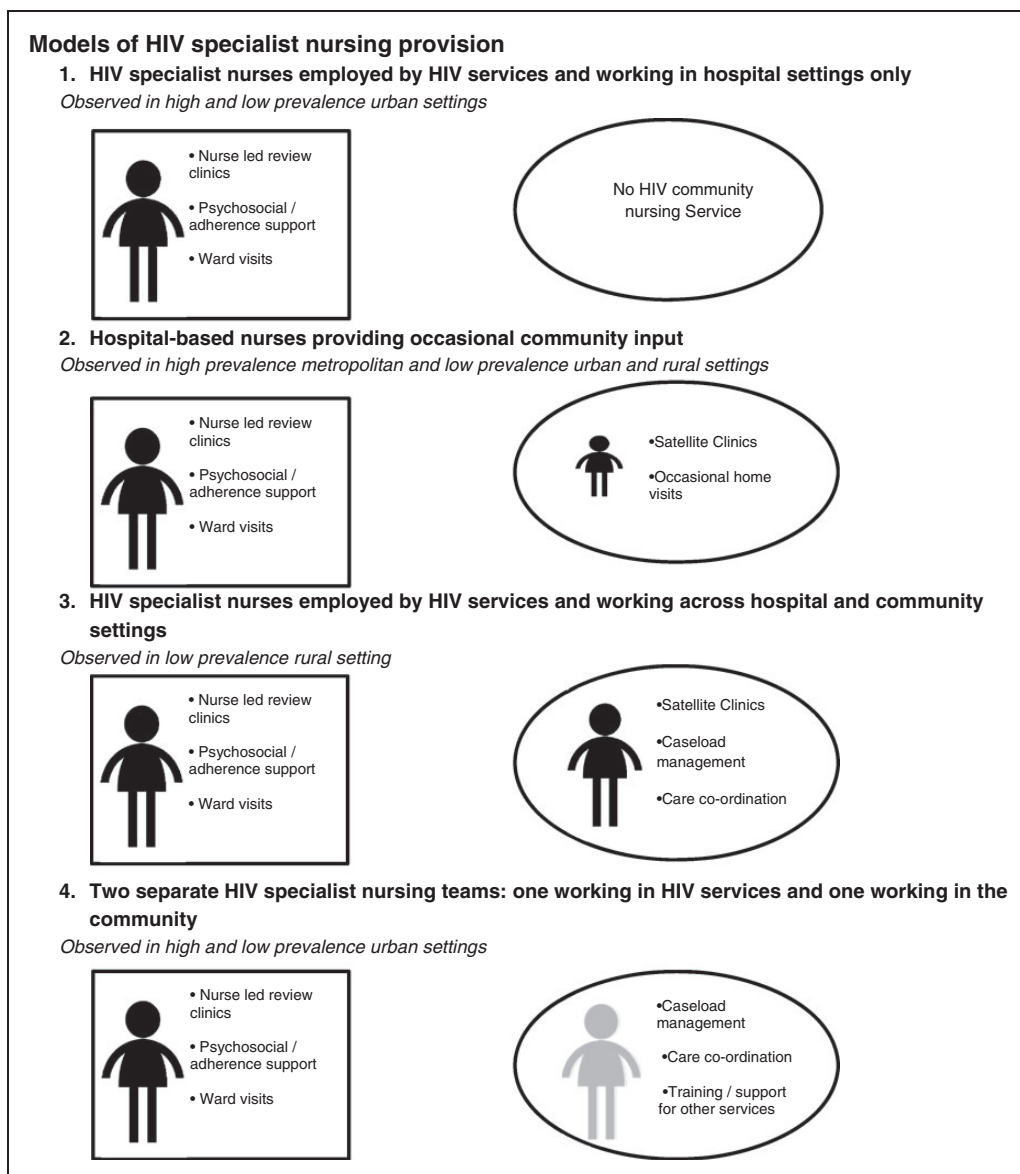 Models of HIV specialist nursing provision
1. HIV specialist nurses employed by HIV services and working in hospital settings only
Observed in high and low prevalence urban settings
• Nurse led review
clinics
• Psychosocial /
adherence support
• Ward visits
No HIV community
nursing Service
2. Hospital-based nurses providing occasional community input
Observed in high prevalence metropolitan and low prevalence urban and rural settings
• Nurse led review
clinics
• Psychosocial /
adherence support
• Ward visits
•Satellite Clinics
•Occasional home
visits
3. HIV specialist nurses employed by HIV services and working across hospital and community
settings
Observed in low prevalence rural setting
• Nurse led review
clinics
• Psychosocial /
adherence support
• Ward visits
•Satellite Clinics
•Caseload
management
•Care co-ordination
4. Two separate HIV specialist nursing teams: one working in HIV services and one working in the
community
Observed in high and low prevalence urban settings
• Nurse led review
clinics
• Psychosocial /
adherence support
• Ward visits
•Caseload
management
•Care co-ordination
•Training / support
for other services